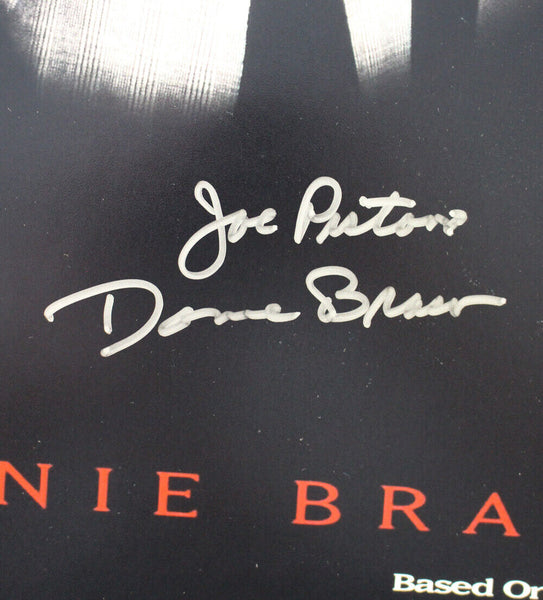 Joe Pistone
Donnie Brasco
NIE BRA
Based On